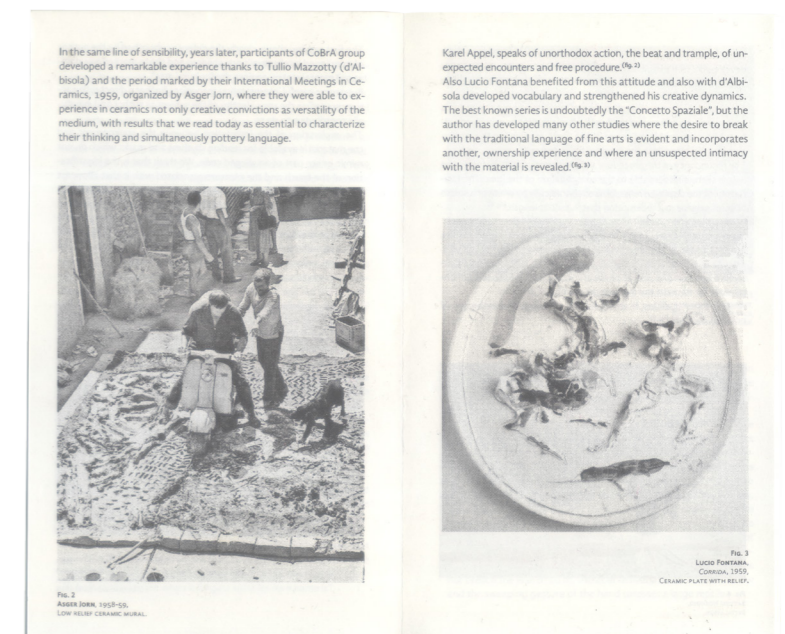 In the same line of sensibility, years later, participants of CoBrA group
developed a remarkable experience thanks to Tullio Mazzotty (d'Al-
bisola) and the period marked by their International Meetings in Ce-
ramics, 1959, organized by Asger Jorn, where they were able to ex-
perience in ceramics not only creative convictions as versatility of the
medium, with results that we read today as essential to characterize
their thinking and simultaneously pottery language.
Fig. 2
Asger Jorn, 1958-59,
Low relief ceramic mural.
Karel Appel, speaks of unorthodox action, the beat and trample, of un-
expected encounters and free procedure.(fig. 2)
Also Lucio Fontana benefited from this attitude and also with d'Albi-
sola developed vocabulary and strengthened his creative dynamics.
The best known series is undoubtedly the "Concetto Spaziale", but the
author has developed many other studies where the desire to break
with the traditional language of fine arts is evident and incorporates
another, ownership experience and where an unsuspected intimacy
with the material is revealed.(fig. 3)
Fig. 3
Lucio Fontana,
Corrida, 1959,
Ceramic plate with relief.